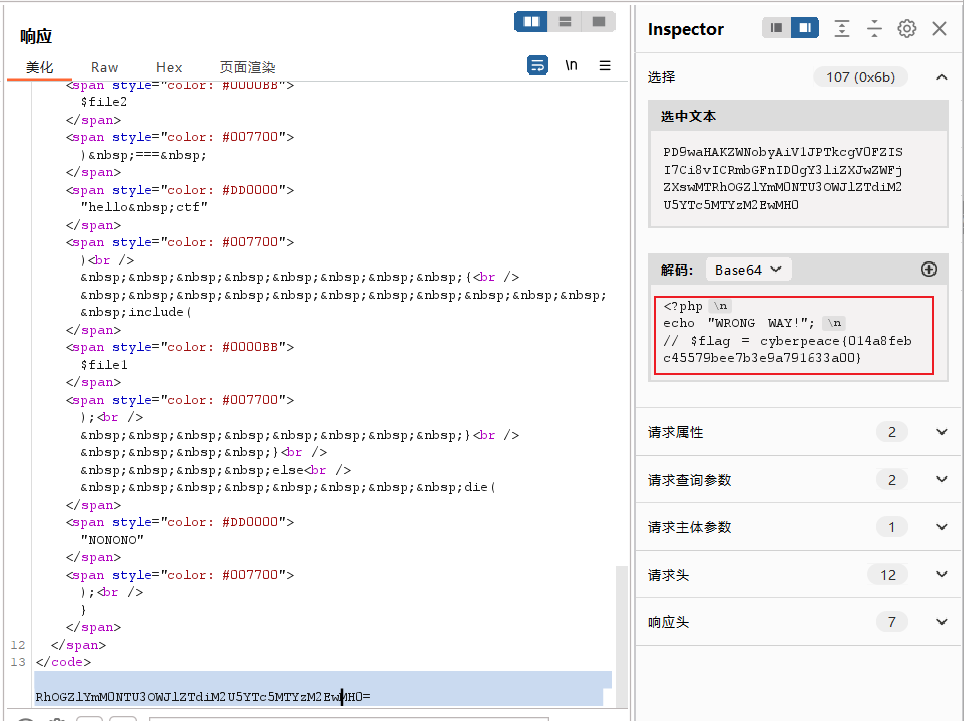 响应
美化 Raw Hex 页面渲染 \n
<span style="color: #0000BB">
$file2
</span>
<span style="color: #007700">
)&nbsp;===&nbsp;
</span>
<span style="color: #DD0000">
"hello&nbsp;ctf"
</span>
<span style="color: #007700">
)<br />
&nbsp;&nbsp;&nbsp;&nbsp;&nbsp;&nbsp;&nbsp;&nbsp;{<br />
&nbsp;&nbsp;&nbsp;&nbsp;&nbsp;&nbsp;&nbsp;&nbsp;&nbsp;&nbsp;&nbsp;
&nbsp;include(
</span>
<span style="color: #0000BB">
$file1
</span>
<span style="color: #007700">
);<br />
&nbsp;&nbsp;&nbsp;&nbsp;&nbsp;&nbsp;&nbsp;&nbsp;}<br />
&nbsp;&nbsp;&nbsp;&nbsp;}<br />
&nbsp;&nbsp;&nbsp;&nbsp;else<br />
&nbsp;&nbsp;&nbsp;&nbsp;&nbsp;&nbsp;&nbsp;&nbsp;die(
</span>
<span style="color: #DD0000">
"NONONO"
</span>
<span style="color: #007700">
);<br />
}
</span>
12 </span>
13 </code>
RhOGZlYmM0NTU3OWJlZTdiM2U5YTc5MTYzM2EwMH0=
Inspector
选择 107 (0x6b)
选中文本
PD9waHAKZWNobyAiV1JPTkcgV0FZIS
I7Ci8vICRmbGFnID0gY3liZXJwZWFj
ZXswMTRhOGZlYmM0NTU3OWJlZTdiM2
U5YTc5MTYzM2EwMH0
解码: Base64
<?php \n
echo "WRONG WAY!"; \n
// $flag = cyberpeace{014a8feb
c45579bee7b3e9a791633a00}
请求属性 2
请求查询参数 2
请求主体参数 1
请求头 12
响应头 7